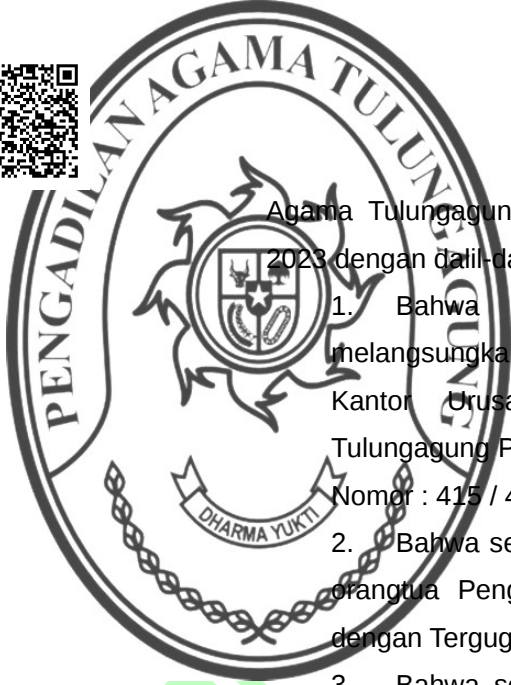 PENGADILAN AGAMA TULUNGAGUNG
Agama Tulungagun
2023 dengan dalil-da
1. Bahwa
melangsungka
Kantor Urusa
Tulungagung P
Nomor : 415 / 4
DHARMA YUKTI
2. Bahwa se
orangtua Peng
dengan Tergug
3. Bahwa se